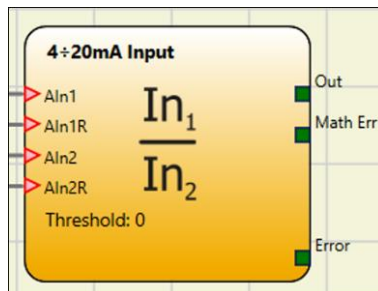 4÷20mA Input
AIn1
AIn1R
AIn2
AIn2R
In₁
In₂
Threshold: 0
Out
Math Err
Error